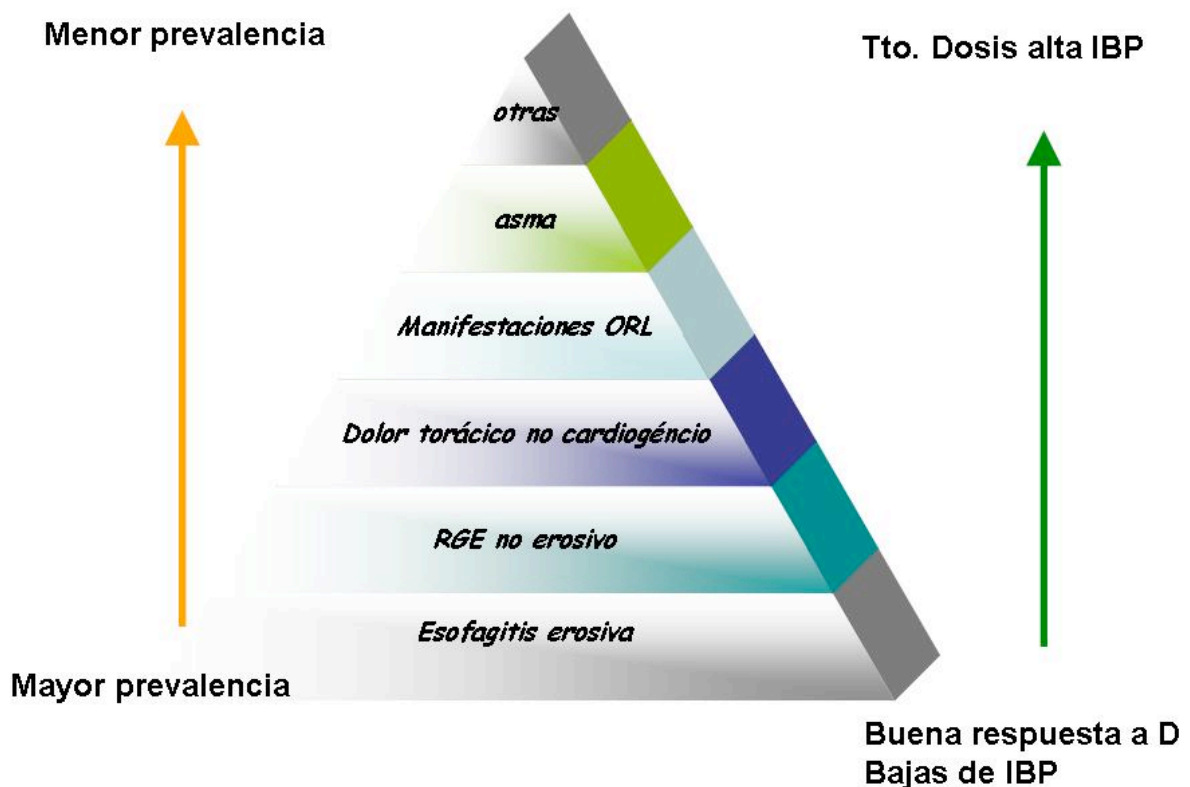 Menor prevalencia
Tto. Dosis alta IBP
otras
asma
Manifestaciones ORL
Dolor torácico no cardiogéncio
RGE no erosivo
Esofagitis erosiva
Mayor prevalencia
Buena respuesta a D
Bajas de IBP